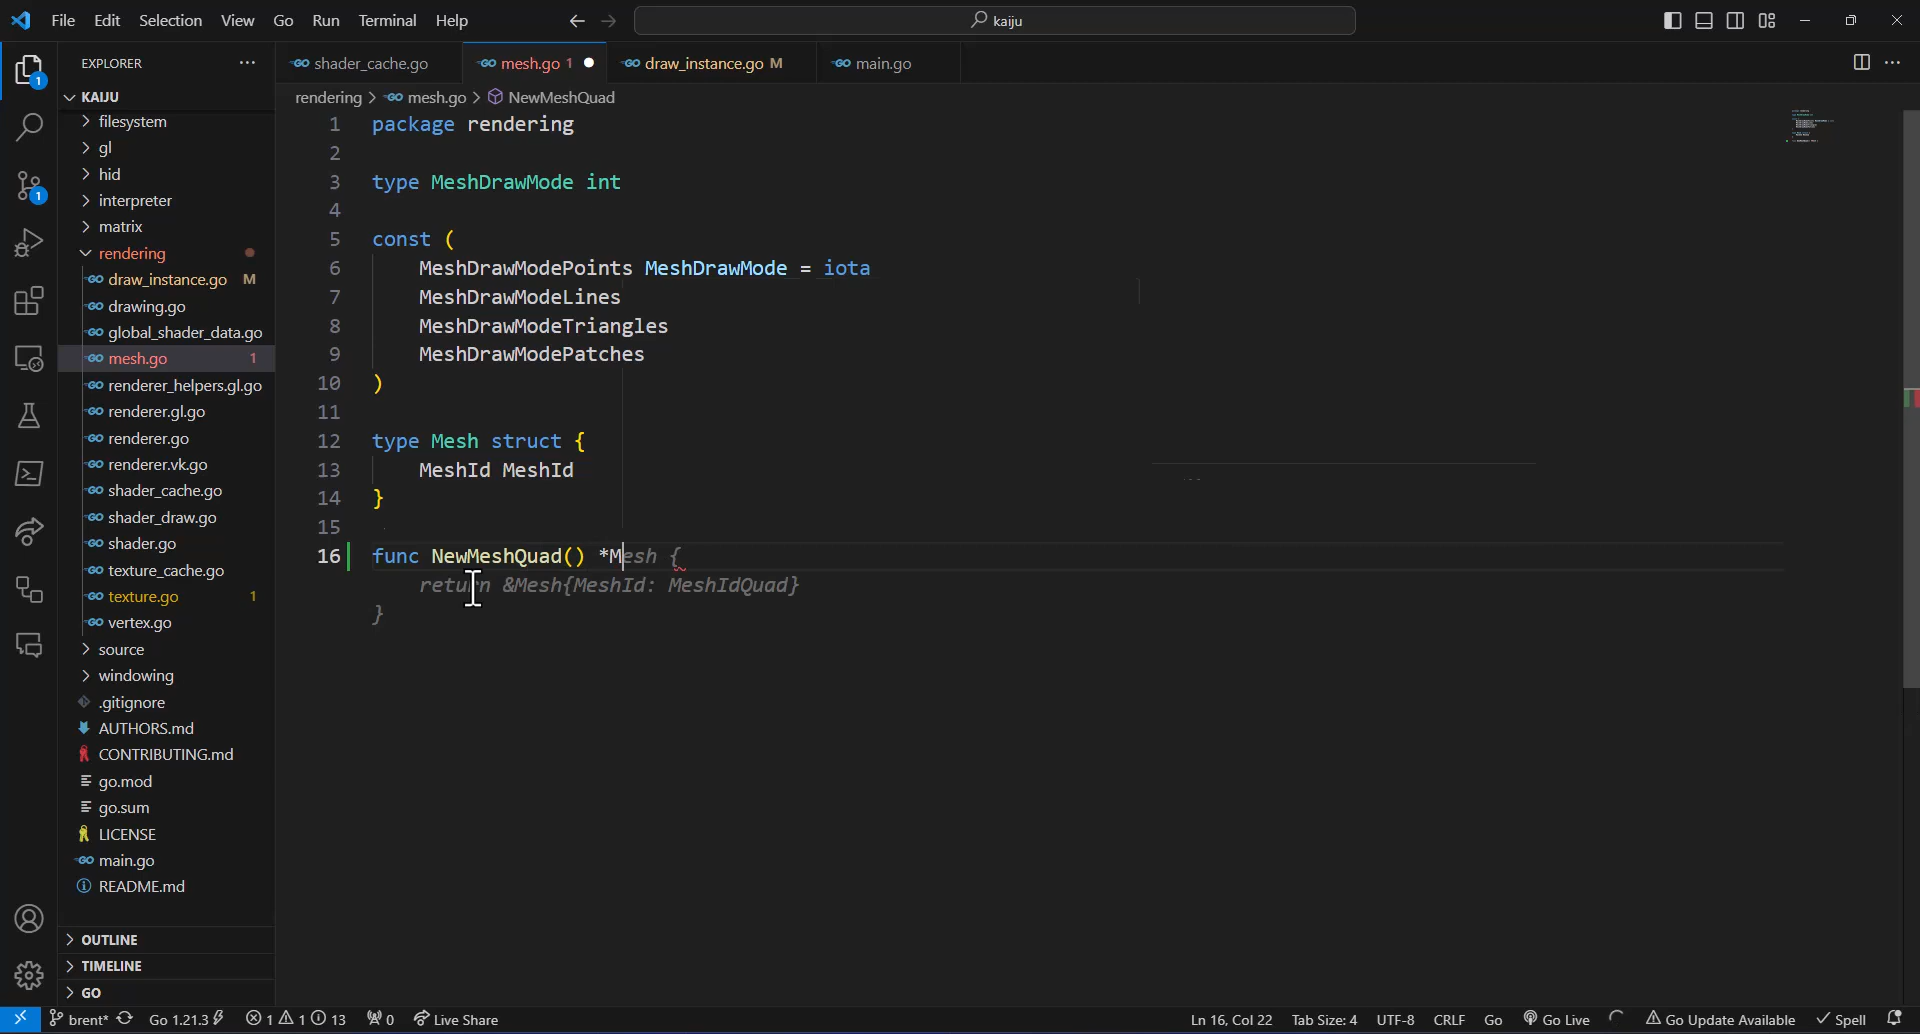 File Edit Selection View Go Run Terminal Help
kaiju
EXPLORER
KAIJU
filesystem
gl
hid
interpreter
matrix
rendering
draw_instance.go M
drawing.go
global_shader_data.go
mesh.go 1
renderer_helpers.gl.go
renderer.gl.go
renderer.go
renderer.vk.go
shader_cache.go
shader_draw.go
shader.go
texture_cache.go
texture.go 1
vertex.go
source
windowing
.gitignore
AUTHORS.md
CONTRIBUTING.md
go.mod
go.sum
LICENSE
main.go
README.md
OUTLINE
TIMELINE
GO
1
1
shader_cache.go
mesh.go 1
draw_instance.go M
main.go
rendering > mesh.go > NewMeshQuad
1 package rendering
2
3 type MeshDrawMode int
4
5 const (
6 MeshDrawModePoints MeshDrawMode = iota
7 MeshDrawModeLines
8 MeshDrawModeTriangles
9 MeshDrawModePatches
10 )
11
12 type Mesh struct {
13 MeshId MeshId
14 }
15
16 func NewMeshQuad() *Mesh {
return &Mesh{MeshId: MeshIdQuad}
}
brent* Go 1.21.3 1 1 13 0 Live Share
Ln 16, Col 22 Tab Size: 4 UTF-8 CRLF Go Go Live Go Update Available Spell